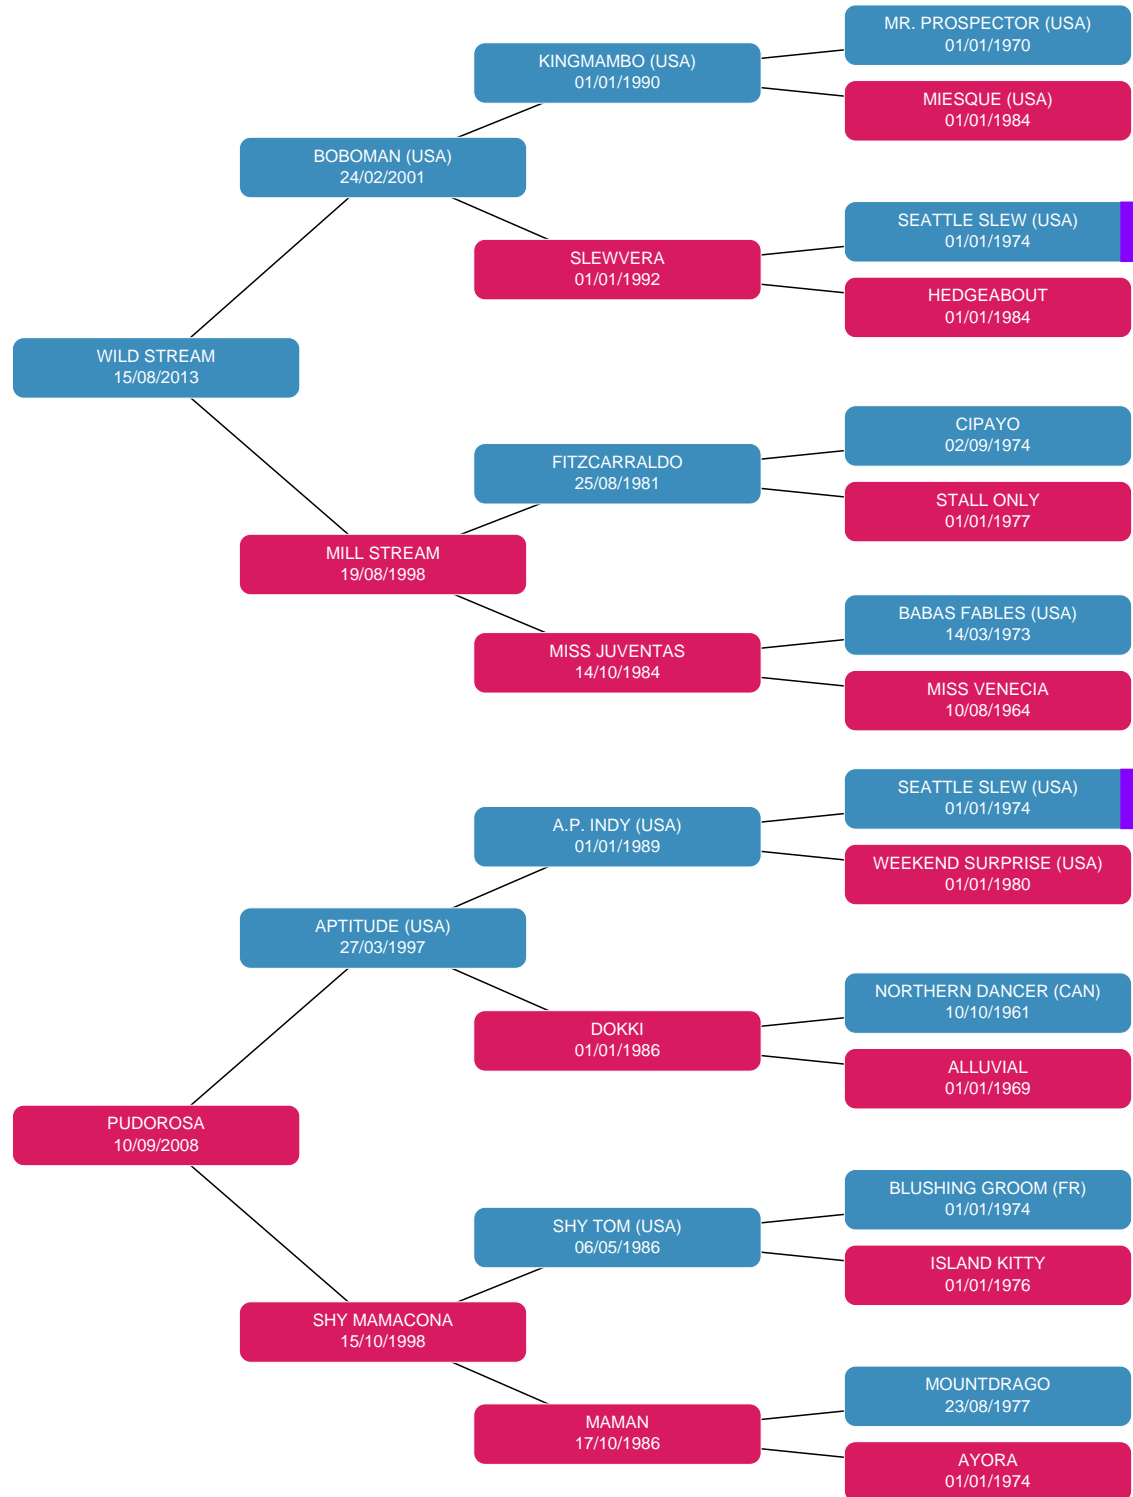 MR. PROSPECTOR (USA)
01/01/1970
KINGMAMBO (USA)
01/01/1990
MIESQUE (USA)
01/01/1984
BOBOMAN (USA)
24/02/2001
SEATTLE SLEW (USA)
01/01/1974
SLEWVERA
01/01/1992
HEDGEABOUT
01/01/1984
WILD STREAM
15/08/2013
CIPAYO
02/09/1974
FITZCARRALDO
25/08/1981
STALL ONLY
01/01/1977
MILL STREAM
19/08/1998
BABAS FABLES (USA)
14/03/1973
MISS JUVENTAS
14/10/1984
MISS VENECIA
10/08/1964
SEATTLE SLEW (USA)
01/01/1974
A.P. INDY (USA)
01/01/1989
WEEKEND SURPRISE (USA)
01/01/1980
APTITUDE (USA)
27/03/1997
NORTHERN DANCER (CAN)
10/10/1961
DOKKI
01/01/1986
ALLUVIAL
01/01/1969
PUDOROSA
10/09/2008
BLUSHING GROOM (FR)
01/01/1974
SHY TOM (USA)
06/05/1986
ISLAND KITTY
01/01/1976
SHY MAMACONA
15/10/1998
MOUNTDRAGO
23/08/1977
MAMAN
17/10/1986
AYORA
01/01/1974